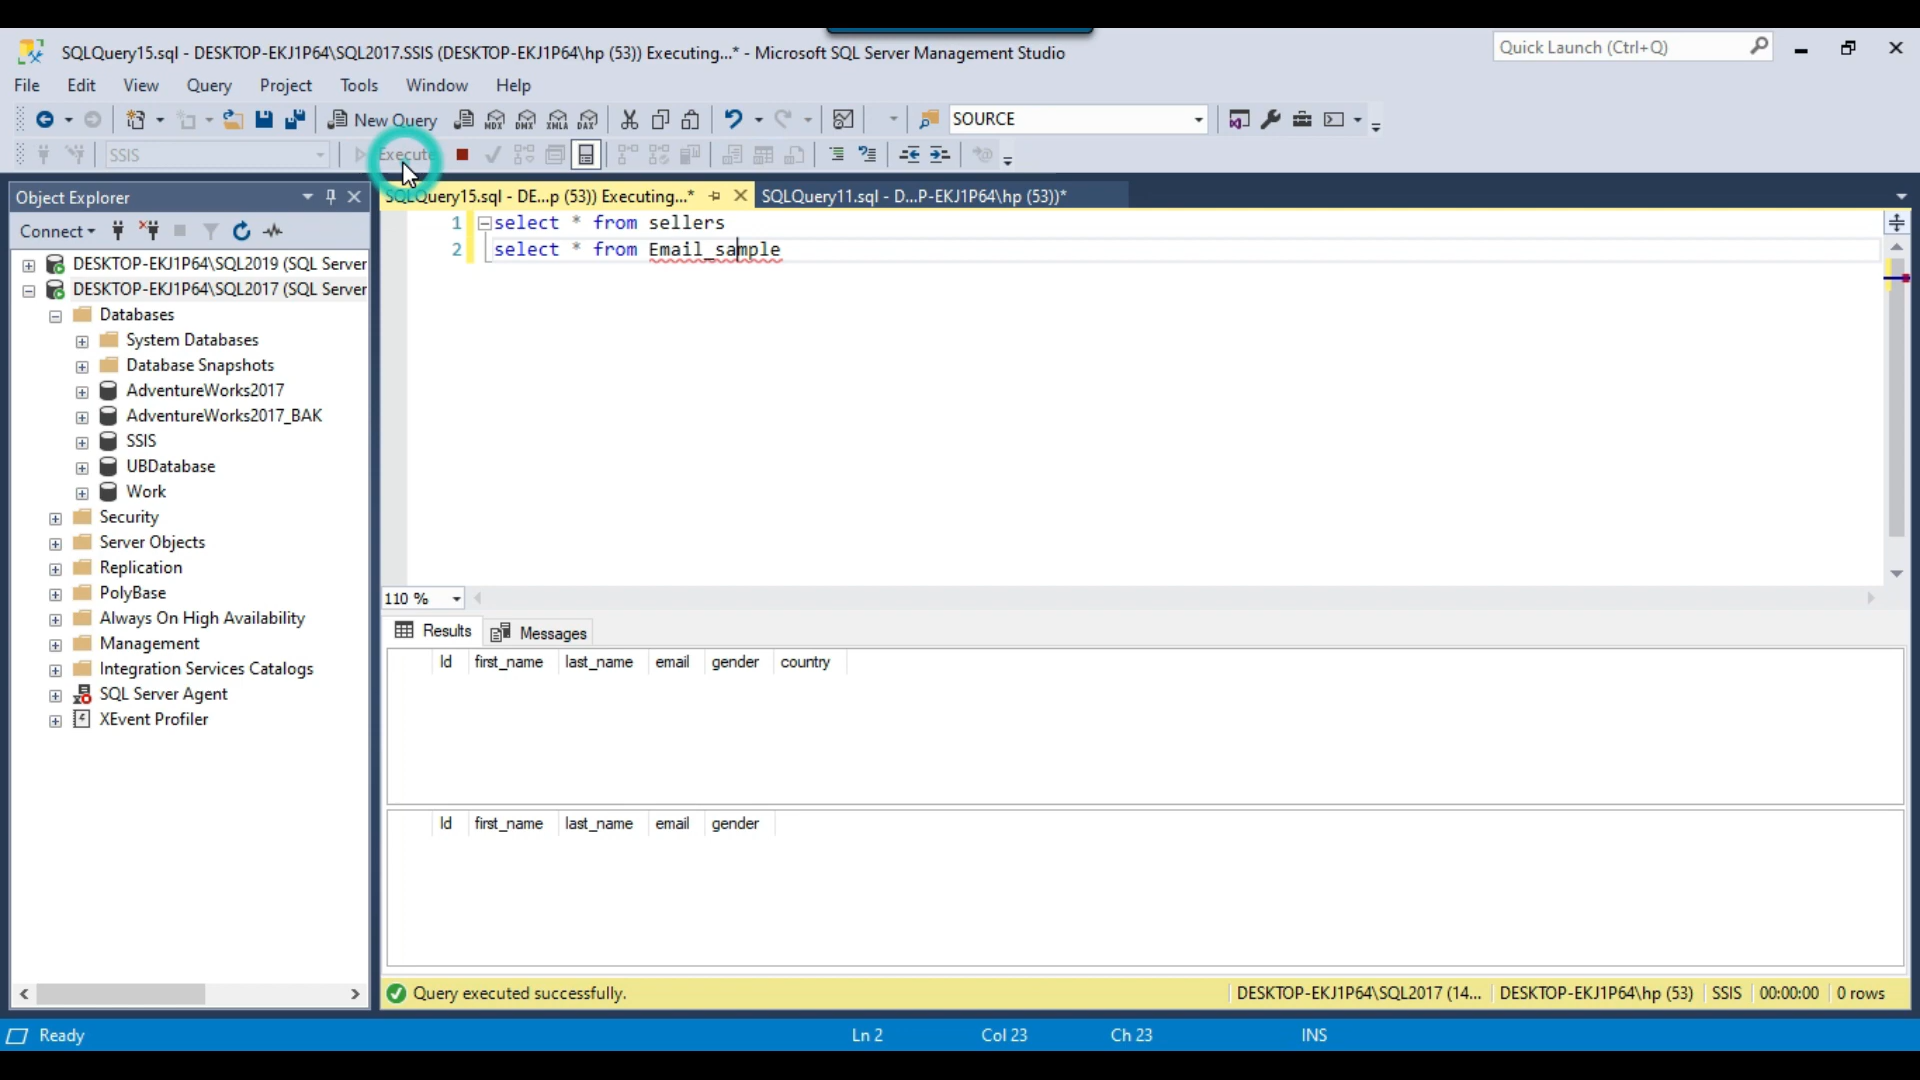 SQLQuery15.sql - DESKTOP-EKJ1P64\SQL2017.SSIS (DESKTOP-EKJ1P64\hp (53)) Executing...* - Microsoft SQL Server Management Studio
Quick Launch (Ctrl+Q)
File Edit View Query Project Tools Window Help
New Query MDX DMX XMLA DAX SOURCE
SSIS Execute
Object Explorer
SQLQuery15.sql - DE...p (53)) Executing...* SQLQuery11.sql - D...P-EKJ1P64\hp (53))*
Connect
1 select * from sellers
2 select * from Email_sample
DESKTOP-EKJ1P64\SQL2019 (SQL Server
DESKTOP-EKJ1P64\SQL2017 (SQL Server
Databases
System Databases
Database Snapshots
AdventureWorks2017
AdventureWorks2017_BAK
SSIS
UBDatabase
Work
Security
Server Objects
Replication
PolyBase
Always On High Availability
Management
Integration Services Catalogs
SQL Server Agent
XEvent Profiler
110 %
Results Messages
Id first_name last_name email gender country
Id first_name last_name email gender
Query executed successfully.
DESKTOP-EKJ1P64\SQL2017 (14... DESKTOP-EKJ1P64\hp (53) SSIS 00:00:00 0 rows
Ready Ln 2 Col 23 Ch 23 INS